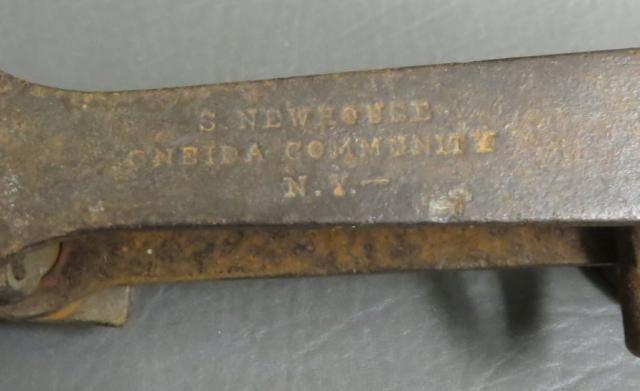 S. NEWHOUSE
ONEIDA COMMUNITY
N.Y.—